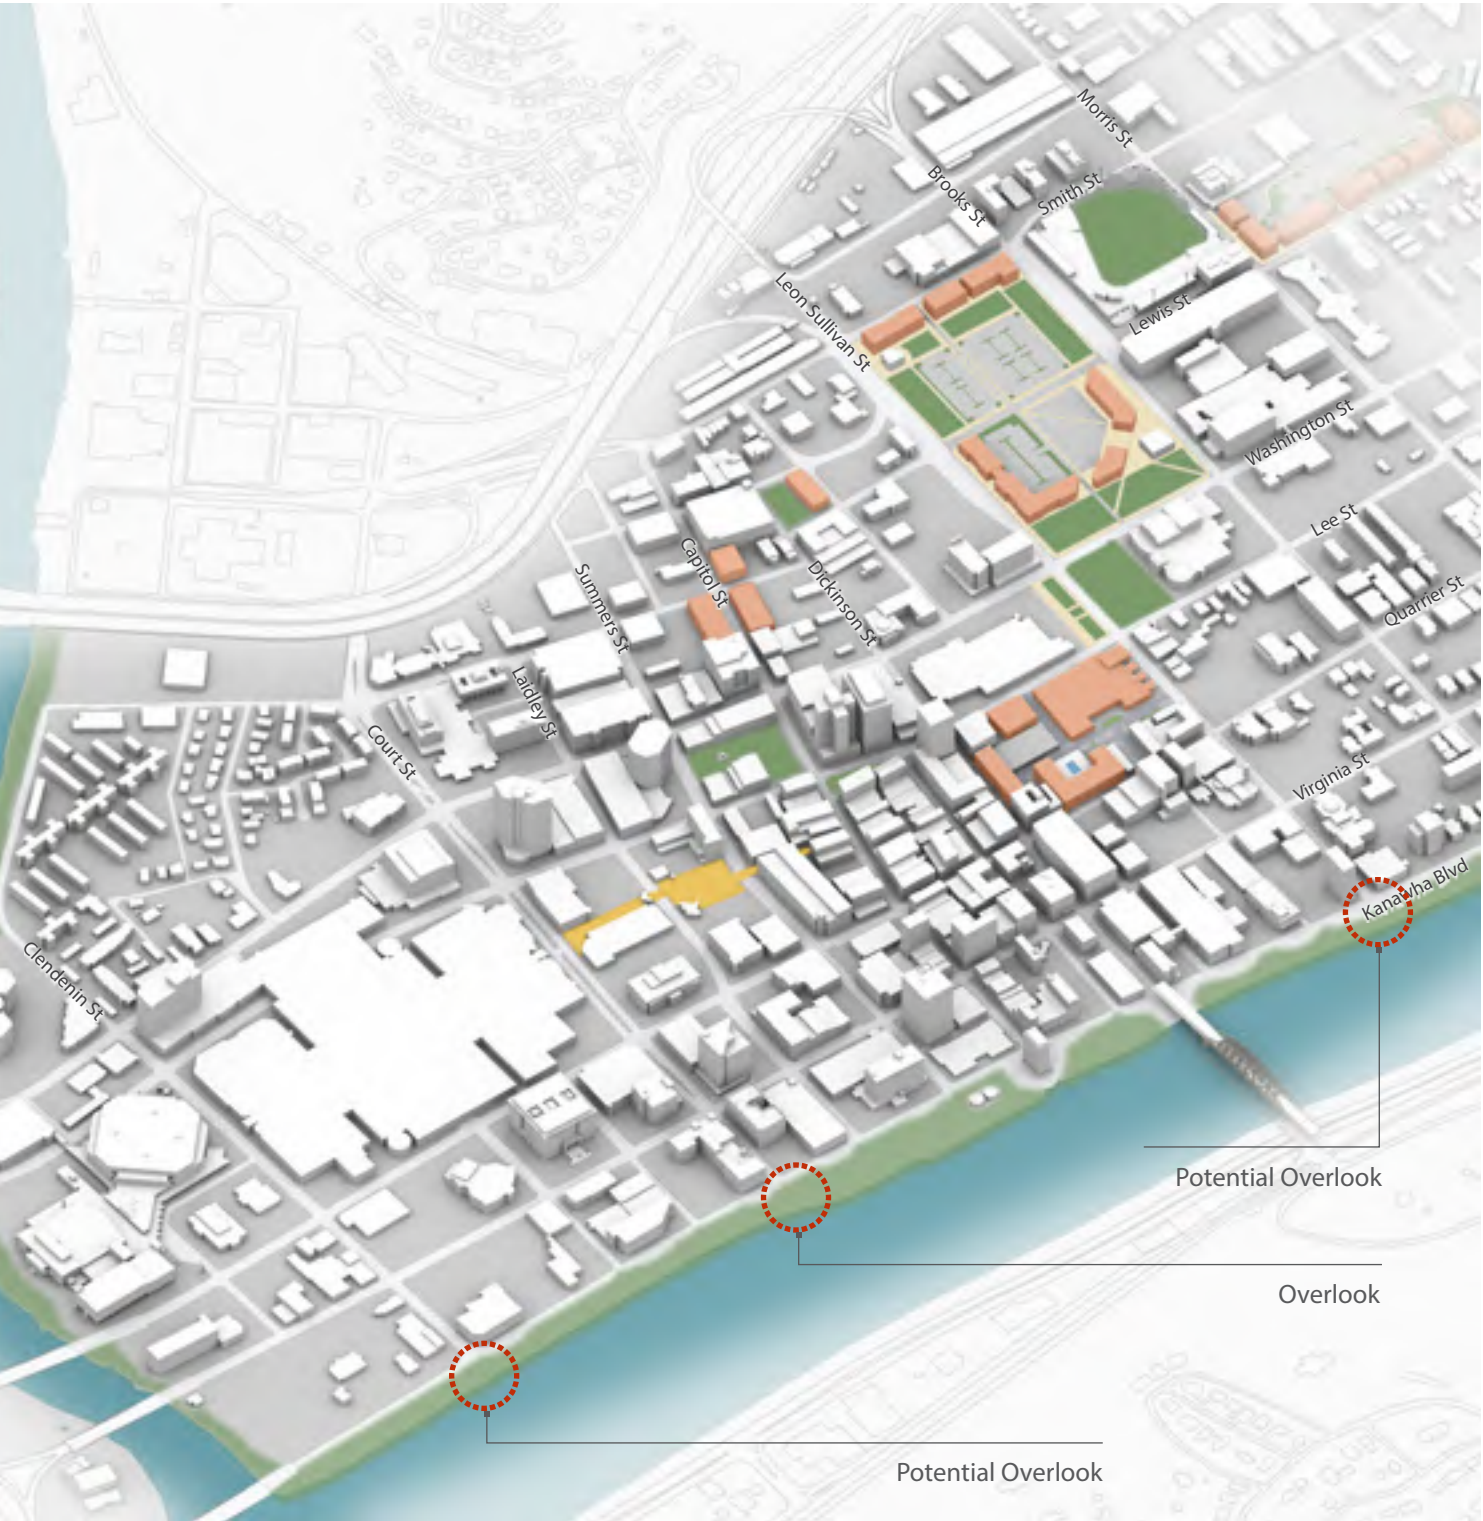 Morris St
Brooks St
Smith St
Leon Sullivan St
Lewis St
Washington St
Lee St
Capitol St
Summers St
Dickinson St
Quarrier St
Laidley St
Court St
Virginia St
Kanawha Blvd
Clendenin St
Potential Overlook
Overlook
Potential Overlook